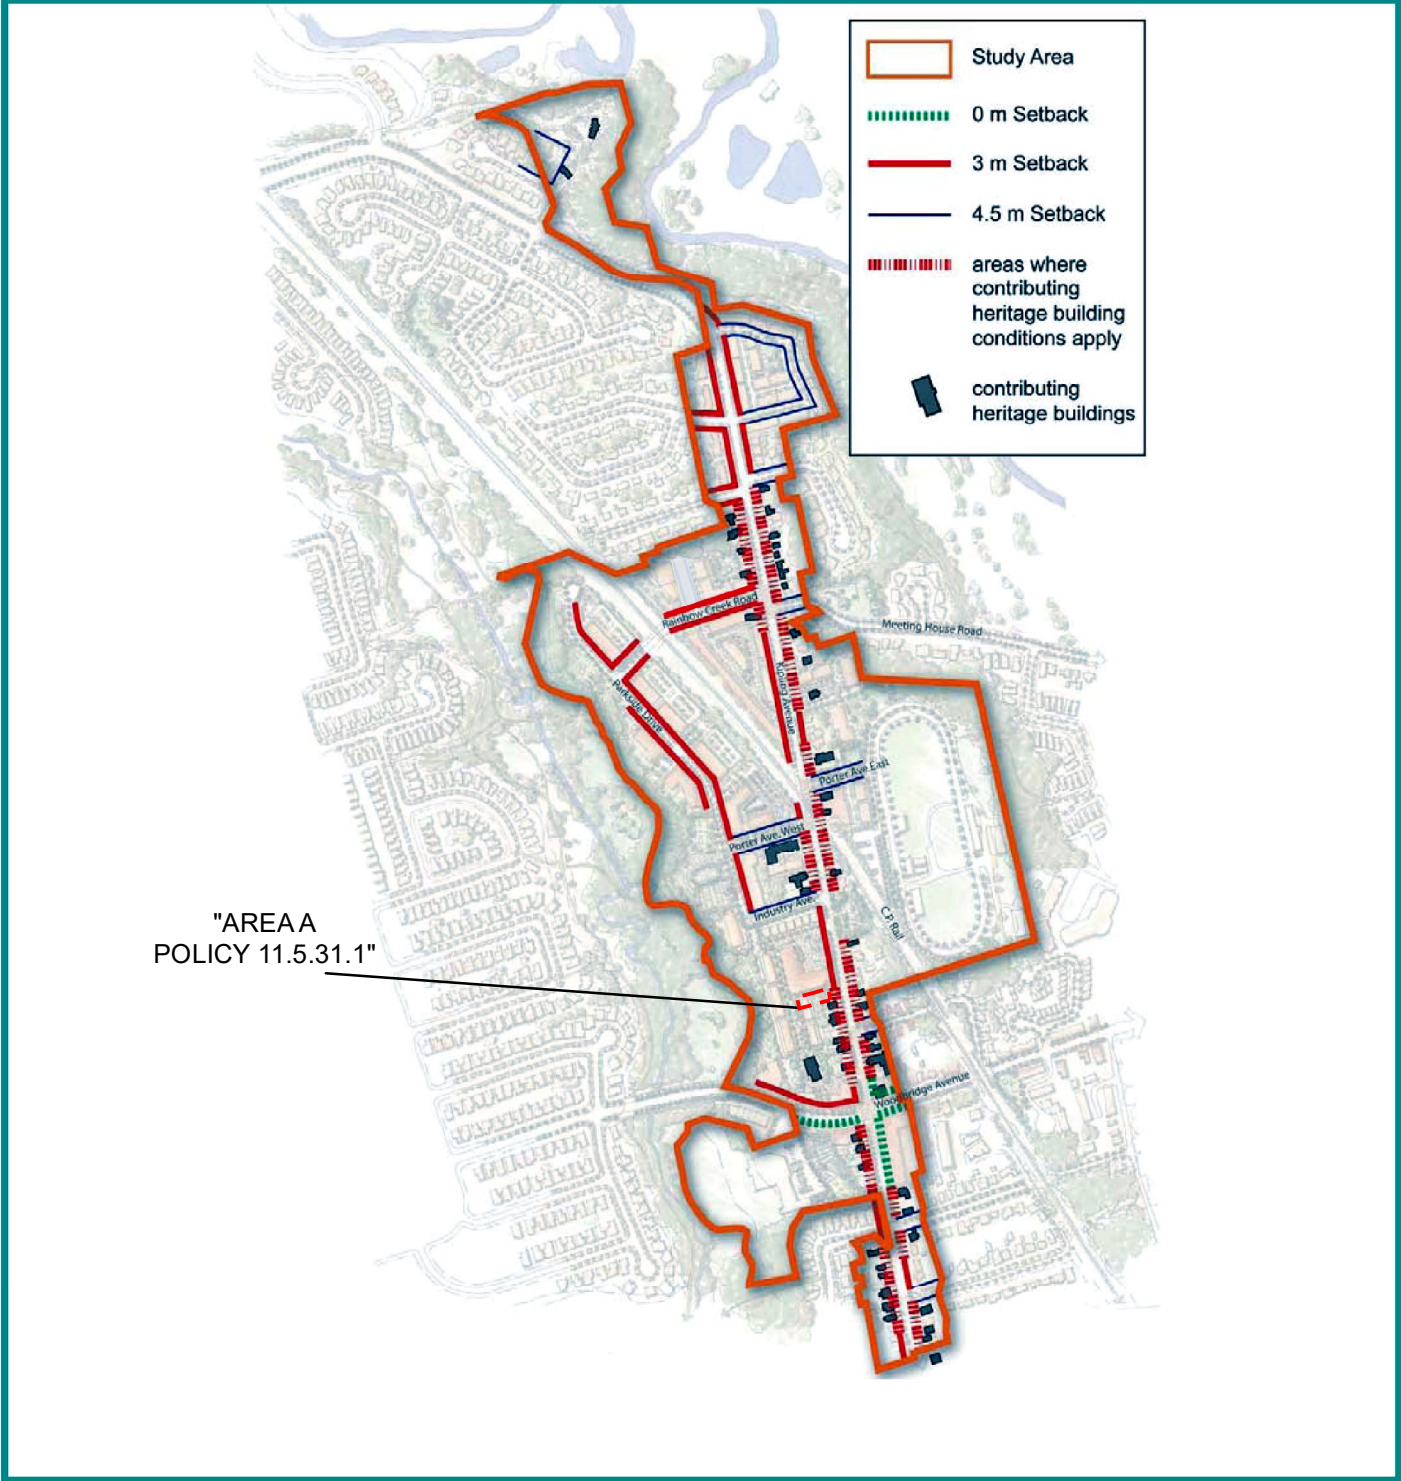 Study Area
0 m Setback
3 m Setback
4.5 m Setback
areas where
contributing
heritage building
conditions apply
contributing
heritage buildings
Rainbow Creek Road
Meeting House Road
Kipling Avenue
Parkside Drive
Porter Ave East
Porter Ave. West
Industry Ave.
C.P. Rail
"AREA A
POLICY 11.5.31.1"
Woodbridge Avenue